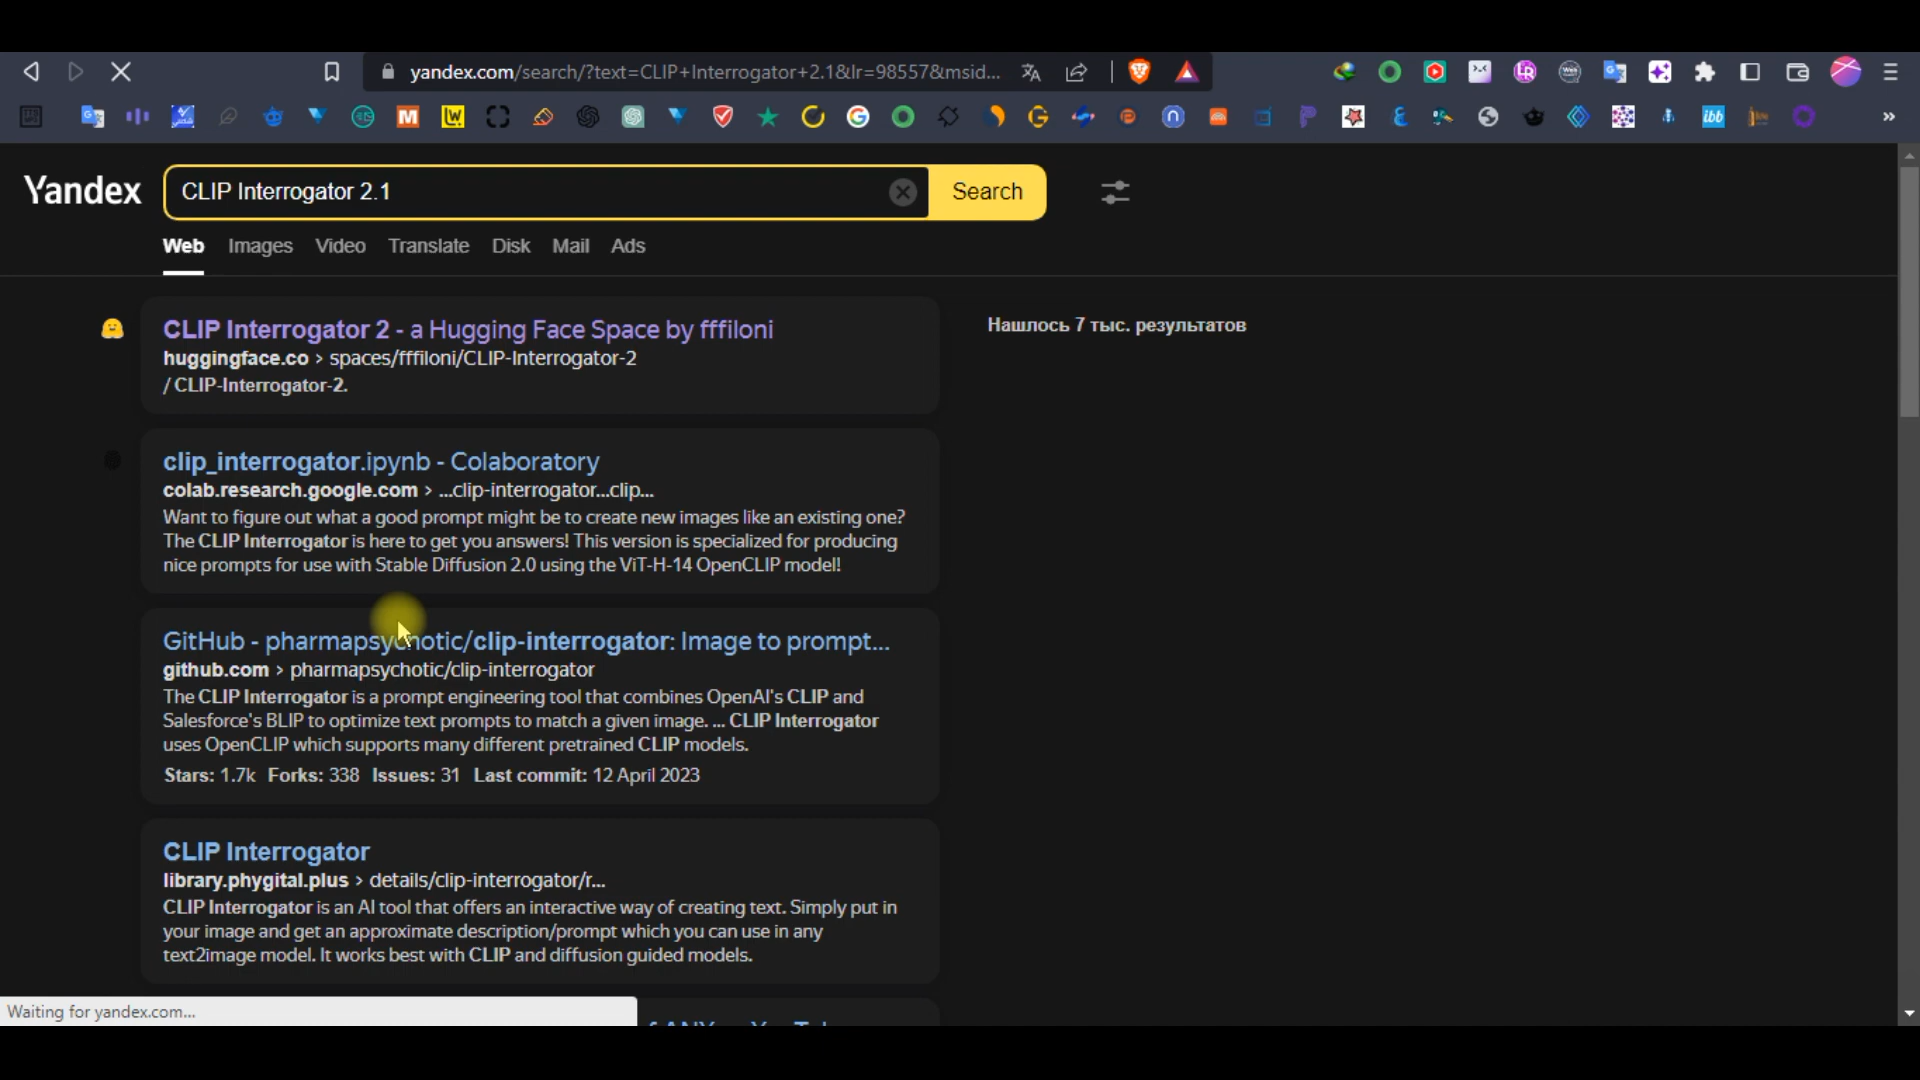 yandex.com/search/?text=CLIP+Interrogator+2.1&lr=98557&msid...
Yandex
CLIP Interrogator 2.1
Search
Web Images Video Translate Disk Mail Ads
CLIP Interrogator 2 - a Hugging Face Space by fffiloni
huggingface.co › spaces/fffiloni/CLIP-Interrogator-2
/ CLIP-Interrogator-2.
Нашлось 7 тыс. результатов
clip_interrogator.ipynb - Colaboratory
colab.research.google.com › ...clip-interrogator...clip...
Want to figure out what a good prompt might be to create new images like an existing one?
The CLIP Interrogator is here to get you answers! This version is specialized for producing
nice prompts for use with Stable Diffusion 2.0 using the ViT-H-14 OpenCLIP model!
GitHub - pharmapsychotic/clip-interrogator: Image to prompt...
github.com › pharmapsychotic/clip-interrogator
The CLIP Interrogator is a prompt engineering tool that combines OpenAI's CLIP and
Salesforce's BLIP to optimize text prompts to match a given image. ... CLIP Interrogator
uses OpenCLIP which supports many different pretrained CLIP models.
Stars: 1.7k Forks: 338 Issues: 31 Last commit: 12 April 2023
CLIP Interrogator
library.phygital.plus › details/clip-interrogator/r...
CLIP Interrogator is an AI tool that offers an interactive way of creating text. Simply put in
your image and get an approximate description/prompt which you can use in any
text2image model. It works best with CLIP and diffusion guided models.
Waiting for yandex.com...